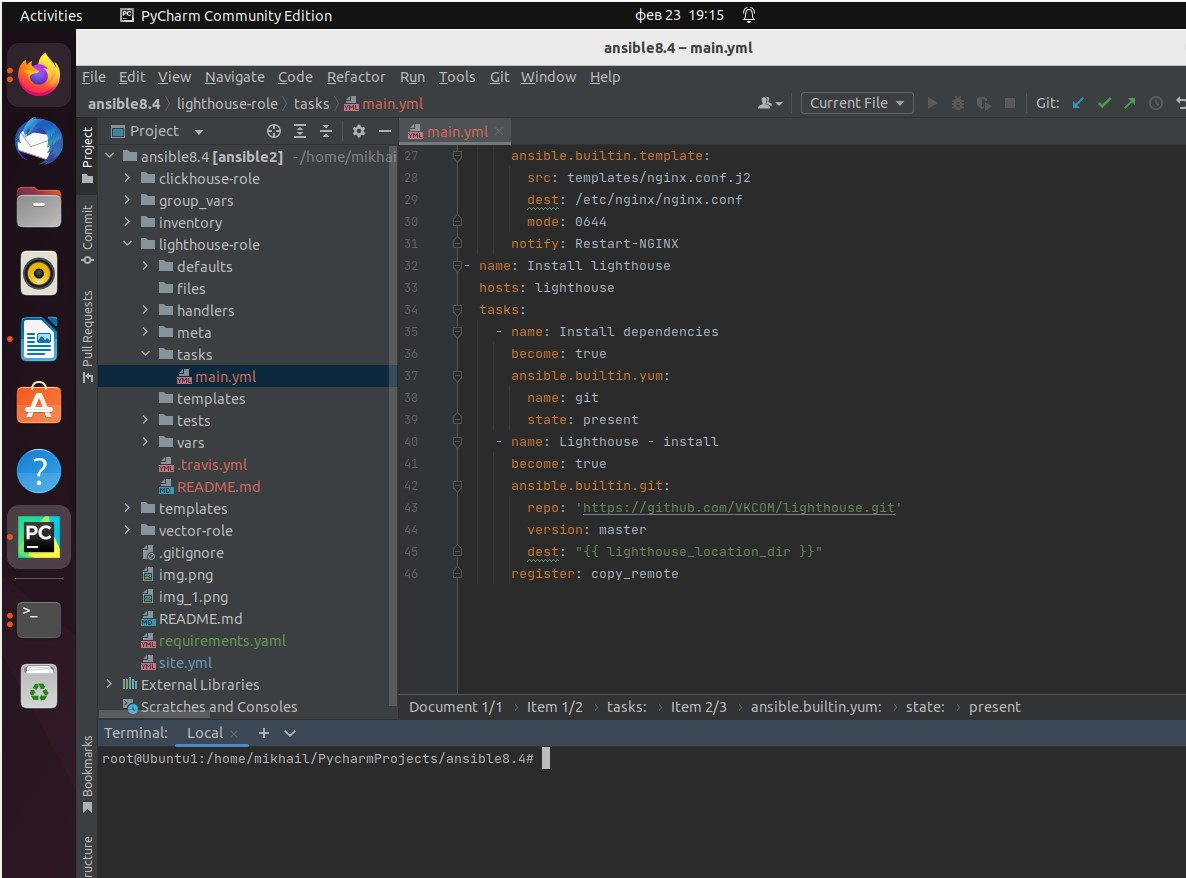 Activities PyCharm Community Edition фев 23 19:15
ansible8.4 – main.yml
File Edit View Navigate Code Refactor Run Tools Git Window Help
ansible8.4 lighthouse-role tasks main.yml Current File Git:
Project main.yml
Project
Commit
Pull Requests
Bookmarks
ructure
ansible8.4 [ansible2] ~/home/mikhai
clickhouse-role
group_vars
inventory
lighthouse-role
defaults
files
handlers
meta
tasks
main.yml
templates
tests
vars
.travis.yml
README.md
templates
vector-role
.gitignore
img.png
img_1.png
README.md
requirements.yaml
site.yml
External Libraries
Scratches and Consoles
27 ansible.builtin.template:
28 src: templates/nginx.conf.j2
29 dest: /etc/nginx/nginx.conf
30 mode: 0644
31 notify: Restart-NGINX
32 - name: Install lighthouse
33 hosts: lighthouse
34 tasks:
35 - name: Install dependencies
36 become: true
37 ansible.builtin.yum:
38 name: git
39 state: present
40 - name: Lighthouse - install
41 become: true
42 ansible.builtin.git:
43 repo: 'https://github.com/VKCOM/lighthouse.git'
44 version: master
45 dest: "{{ lighthouse_location_dir }}"
46 register: copy_remote
Document 1/1 Item 1/2 tasks: Item 2/3 ansible.builtin.yum: state: present
Terminal: Local
root@Ubuntu1:/home/mikhail/PycharmProjects/ansible8.4#